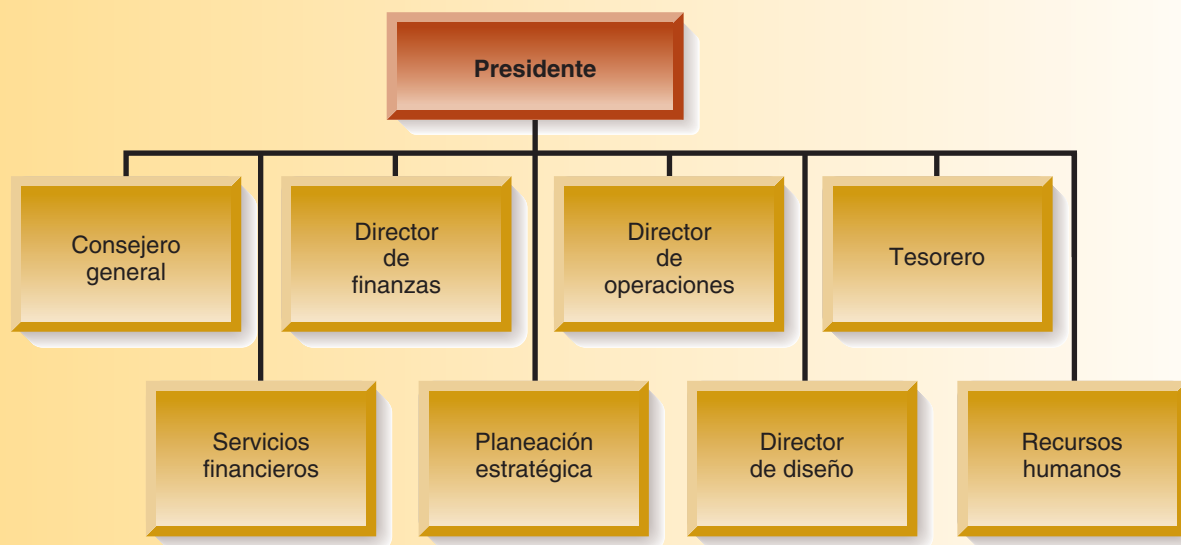 Presidente
Consejero
general
Director
de
finanzas
Director
de
operaciones
Tesorero
Servicios
financieros
Planeación
estratégica
Director
de diseño
Recursos
humanos